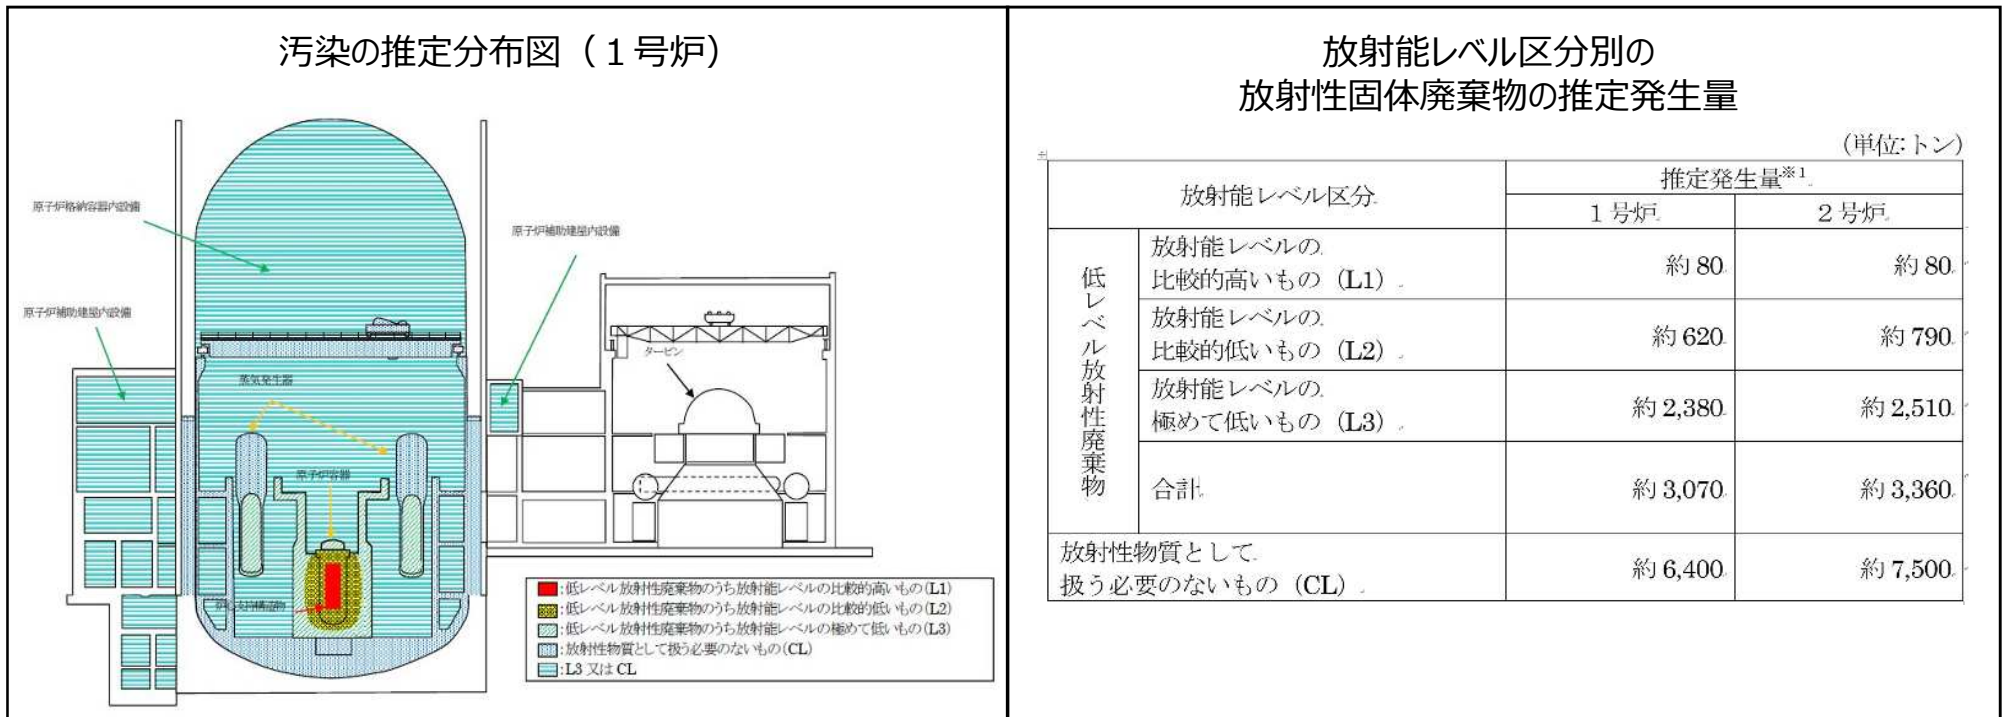 汚染の推定分布図（１号炉）
原子炉格納容器内設備
原子炉補助建屋内設備
原子炉補助建屋内設備
タービン
蒸気発生器
原子炉容器
炉心支持構造物
:低レベル放射性廃棄物のうち放射能レベルの比較的高いもの(L1)
:低レベル放射性廃棄物のうち放射能レベルの比較的低いもの(L2)
:低レベル放射性廃棄物のうち放射能レベルの極めて低いもの(L3)
:放射性物質として扱う必要のないもの(CL)
:L3 又は CL
放射能レベル区分別の
放射性固体廃棄物の推定発生量
（単位:トン）
放射能レベル区分
推定発生量※1
１号炉
２号炉
低レベル放射性廃棄物
放射能レベルの
比較的高いもの（L1）
約 80
約 80
放射能レベルの
比較的低いもの（L2）
約 620
約 790
放射能レベルの
極めて低いもの（L3）
約 2,380
約 2,510
合計
約 3,070
約 3,360
放射性物質として
扱う必要のないもの（CL）
約 6,400
約 7,500